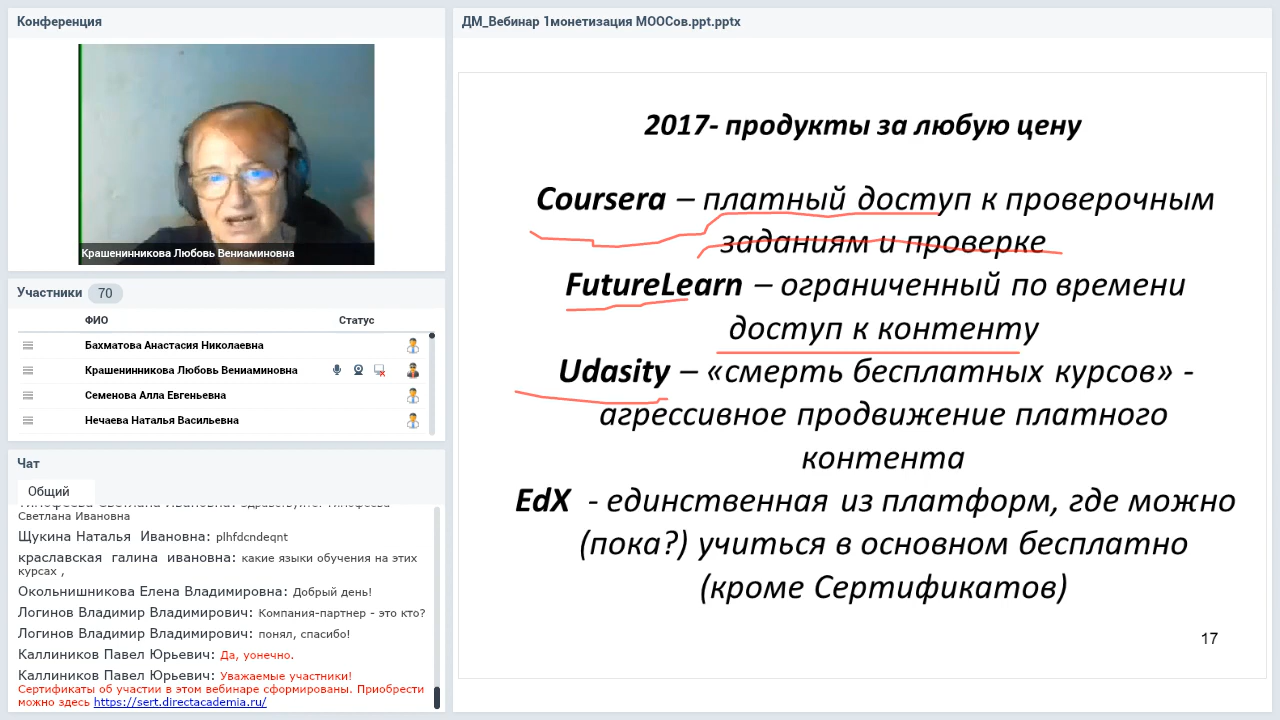 Конференция
Крашенинникова Любовь Вениаминовна
Участники 70
ФИО Статус
Бахматова Анастасия Николаевна
Крашенинникова Любовь Вениаминовна
Семенова Алла Евгеньевна
Нечаева Наталья Васильевна
Чат
Общий
Светлана Ивановна
Щукина Наталья Ивановна: plhfdcndeqnt
краславская галина ивановна: какие языки обучения на этих
курсах ,
Окольнишникова Елена Владимировна: Добрый день!
Логинов Владимир Владимирович: Компания-партнер - это кто?
Логинов Владимир Владимирович: понял, спасибо!
Каллиников Павел Юрьевич: Да, уонечно.
Каллиников Павел Юрьевич: Уважаемые участники!
Сертификаты об участии в этом вебинаре сформированы. Приобрести
можно здесь https://sert.directacademia.ru/
ДМ_Вебинар 1монетизация МООСов.ppt.pptx
2017- продукты за любую цену
Coursera – платный доступ к проверочным
заданиям и проверке
FutureLearn – ограниченный по времени
доступ к контенту
Udasity – «смерть бесплатных курсов» -
агрессивное продвижение платного
контента
EdX - единственная из платформ, где можно
(пока?) учиться в основном бесплатно
(кроме Сертификатов)
17